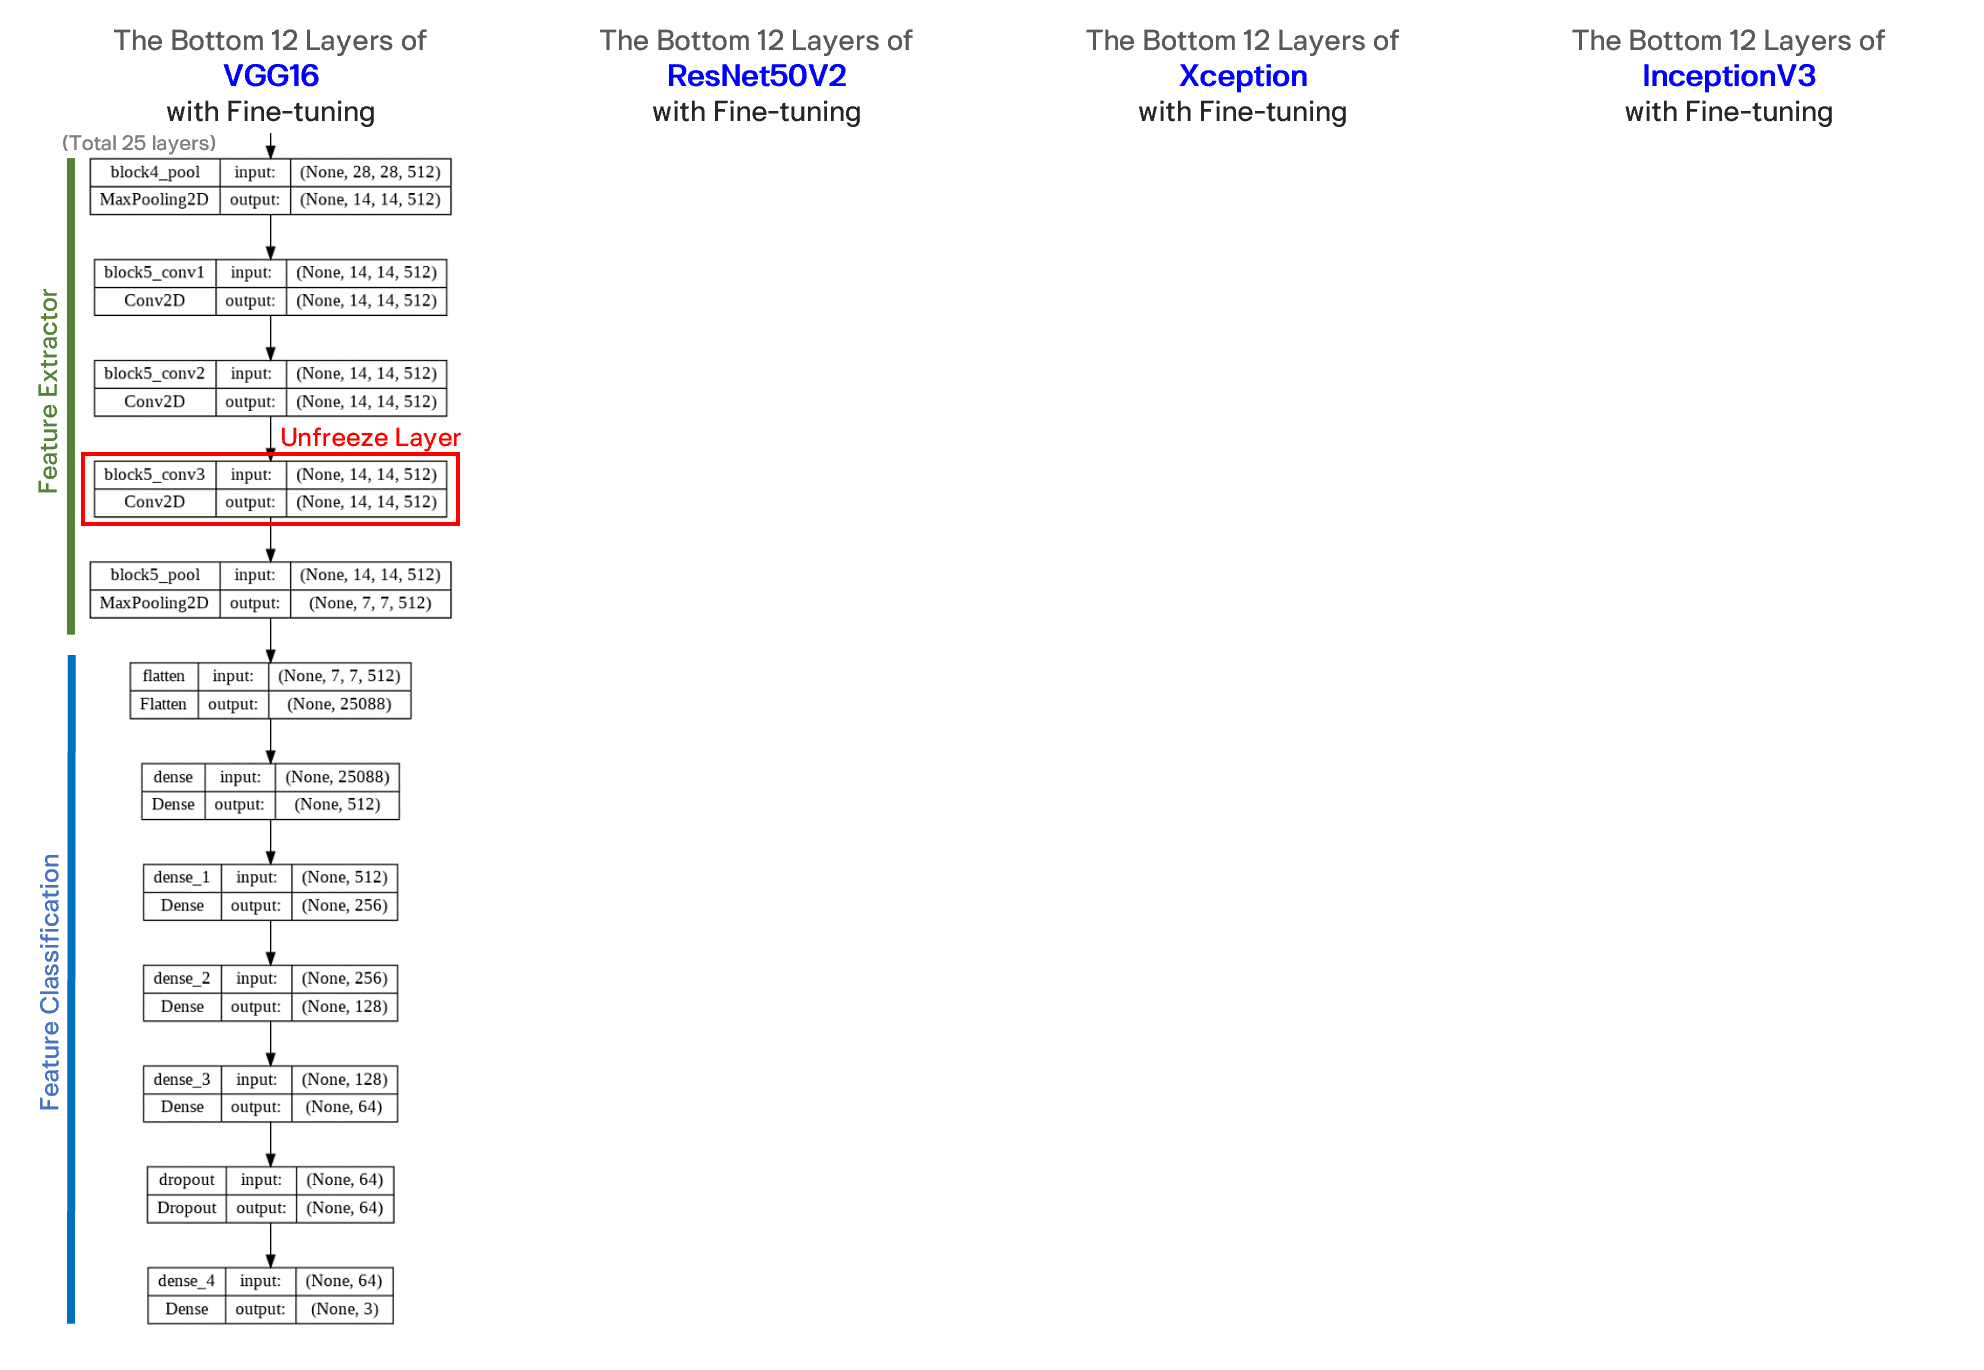 The Bottom 12 Layers of
VGG16
with Fine-tuning
The Bottom 12 Layers of
ResNet50V2
with Fine-tuning
The Bottom 12 Layers of
Xception
with Fine-tuning
The Bottom 12 Layers of
InceptionV3
with Fine-tuning
(Total 25 layers)
Feature Extractor
block4_pool input: (None, 28, 28, 512)
MaxPooling2D output: (None, 14, 14, 512)
block5_conv1 input: (None, 14, 14, 512)
Conv2D output: (None, 14, 14, 512)
block5_conv2 input: (None, 14, 14, 512)
Conv2D output: (None, 14, 14, 512)
Unfreeze Layer
block5_conv3 input: (None, 14, 14, 512)
Conv2D output: (None, 14, 14, 512)
block5_pool input: (None, 14, 14, 512)
MaxPooling2D output: (None, 7, 7, 512)
Feature Classification
flatten input: (None, 7, 7, 512)
Flatten output: (None, 25088)
dense input: (None, 25088)
Dense output: (None, 512)
dense_1 input: (None, 512)
Dense output: (None, 256)
dense_2 input: (None, 256)
Dense output: (None, 128)
dense_3 input: (None, 128)
Dense output: (None, 64)
dropout input: (None, 64)
Dropout output: (None, 64)
dense_4 input: (None, 64)
Dense output: (None, 3)